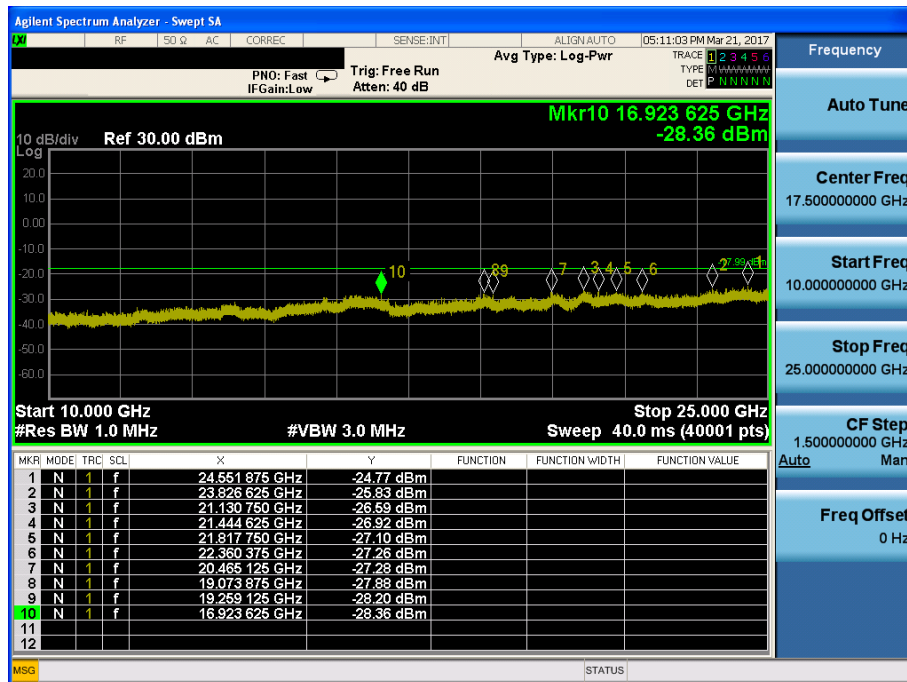 Agilent Spectrum Analyzer - Swept SA
LXI RF 50 Ω AC CORREC SENSE:INT ALIGN AUTO 05:11:03 PM Mar 21, 2017
Frequency
PNO: Fast
IFGain:Low
Trig: Free Run
Atten: 40 dB
Avg Type: Log-Pwr
TRACE 1 2 3 4 5 6
TYPE M WWWWW
DET P N N N N N
Auto Tune
Mkr10 16.923 625 GHz
-28.36 dBm
10 dB/div Ref 30.00 dBm
Log
20.0
10.0
0.00
-10.0
-20.0
-30.0
-40.0
-50.0
-60.0
10 8 9 7 3 4 5 6 2 1
Center Freq
17.500000000 GHz
Start Freq
10.000000000 GHz
Stop Freq
25.000000000 GHz
CF Step
1.500000000 GHz
Auto Man
Freq Offset
0 Hz
Start 10.000 GHz Stop 25.000 GHz
#Res BW 1.0 MHz #VBW 3.0 MHz Sweep 40.0 ms (40001 pts)
MKR MODE TRC SCL X Y FUNCTION FUNCTION WIDTH FUNCTION VALUE
1 N 1 f 24.551 875 GHz -24.77 dBm
2 N 1 f 23.826 625 GHz -25.83 dBm
3 N 1 f 21.130 750 GHz -26.59 dBm
4 N 1 f 21.444 625 GHz -26.92 dBm
5 N 1 f 21.817 750 GHz -27.10 dBm
6 N 1 f 22.360 375 GHz -27.26 dBm
7 N 1 f 20.465 125 GHz -27.28 dBm
8 N 1 f 19.073 875 GHz -27.88 dBm
9 N 1 f 19.259 125 GHz -28.20 dBm
10 N 1 f 16.923 625 GHz -28.36 dBm
11
12
MSG STATUS